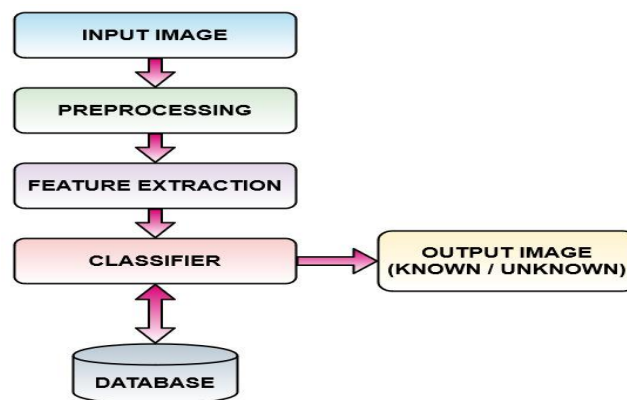 INPUT IMAGE
PREPROCESSING
FEATURE EXTRACTION
CLASSIFIER
OUTPUT IMAGE
(KNOWN / UNKNOWN)
DATABASE